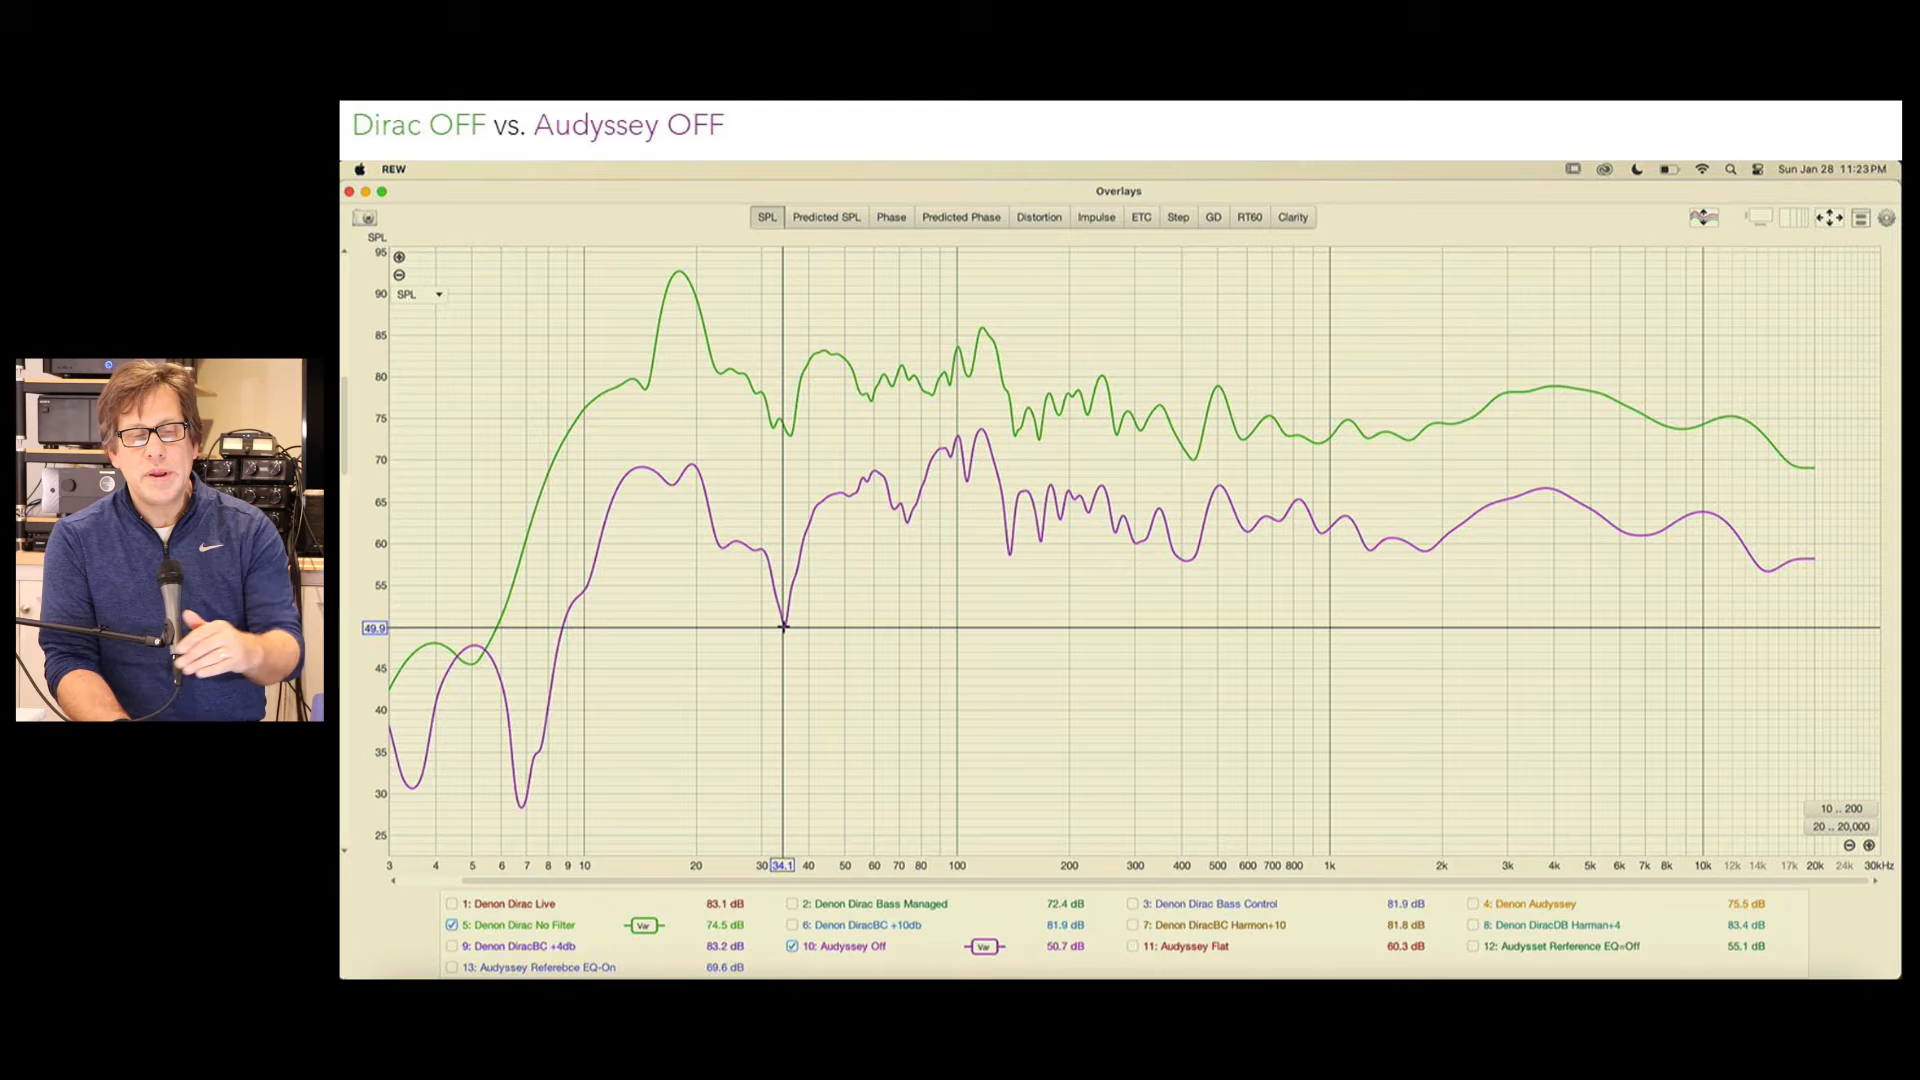 Dirac OFF vs. Audyssey OFF
REW
Sun Jan 28 11:23PM
Overlays
SPL Predicted SPL Phase Predicted Phase Distortion Impulse ETC Step GD RT60 Clarity
SPL
95
90
SPL
85
80
75
70
65
60
55
49.9
45
40
35
30
25
10 .. 200
20 .. 20,000
3 4 5 6 7 8 9 10 20 30 34.1 40 50 60 70 80 100 200 300 400 500 600 700 800 1k 2k 3k 4k 5k 6k 7k 8k 10k 12k 14k 17k 20k 24k 30kHz
1: Denon Dirac Live 83.1 dB 2: Denon Dirac Bass Managed 72.4 dB 3: Denon Dirac Bass Control 81.9 dB 4: Denon Audyssey 75.5 dB
5: Denon Dirac No Filter Var 74.5 dB 6: Denon DiracBC +10db 81.9 dB 7: Denon DiracBC Harmon+10 81.8 dB 8: Denon DiracDB Harman+4 83.4 dB
9: Denon DiracBC +4db 83.2 dB 10: Audyssey Off Var 50.7 dB 11: Audyssey Flat 60.3 dB 12: Audysset Rerference EQ=Off 55.1 dB
13: Audyssey Referebce EQ-On 69.6 dB